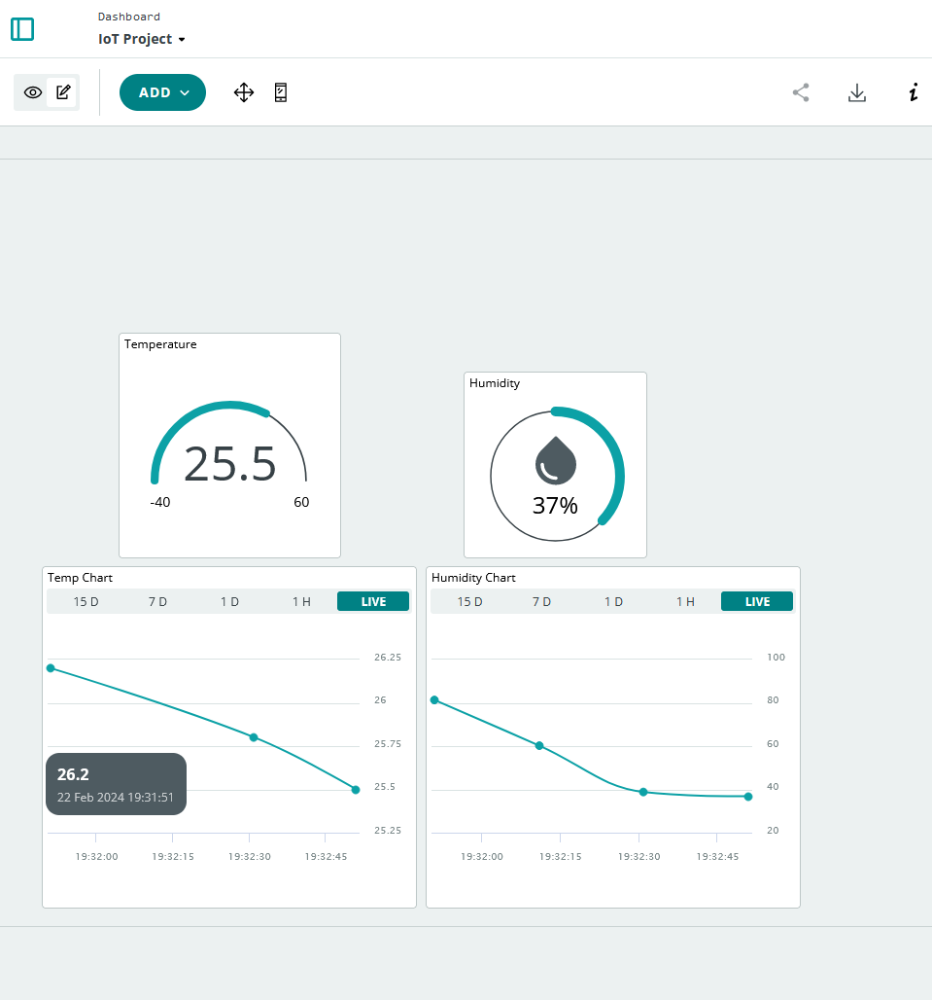 Dashboard
IoT Project
ADD
Temperature
25.5
-40 60
Humidity
37%
Temp Chart
15 D 7 D 1 D 1 H LIVE
26.25
26
25.75
25.5
25.25
26.2
22 Feb 2024 19:31:51
19:32:00 19:32:15 19:32:30 19:32:45
Humidity Chart
15 D 7 D 1 D 1 H LIVE
100
80
60
40
20
19:32:00 19:32:15 19:32:30 19:32:45